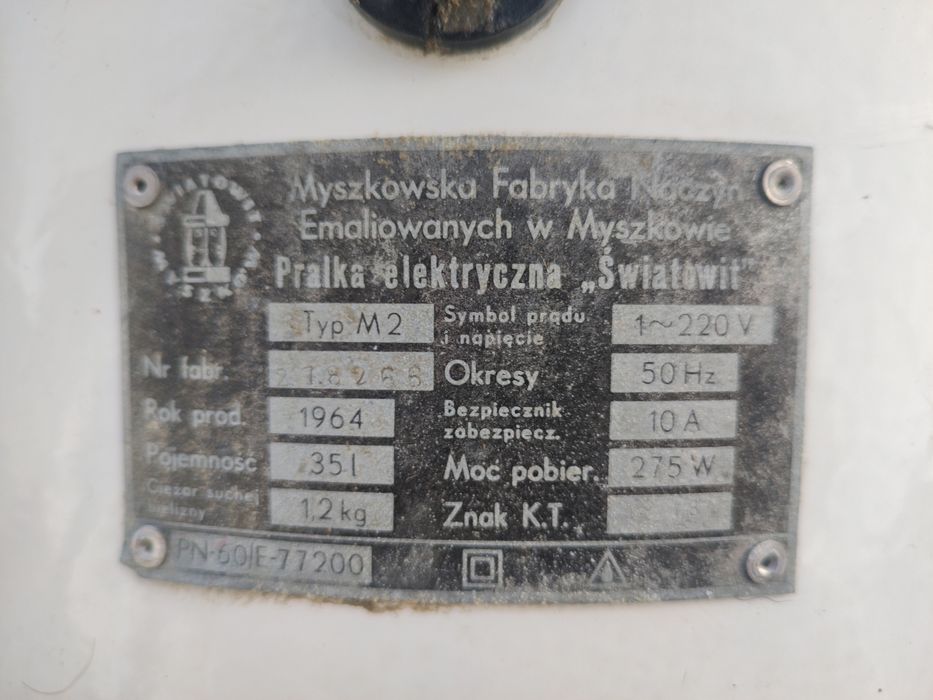 ŚWIATOWIT
MYSZKÓW
Myszkowska Fabryka Naczyń
Emaliowanych w Myszkowie
Pralka elektryczna „Światowit”
Typ M2
Symbol prądu i napięcie
1~220 V
Nr fabr.
Okresy
50 Hz
Rok prod.
1964
Bezpiecznik zabezpiecz.
10 A
Pojemność
35 l
Moc pobier.
275 W
Ciężar suchej bielizny
1,2 kg
Znak K.T.
PN-60/E-77200